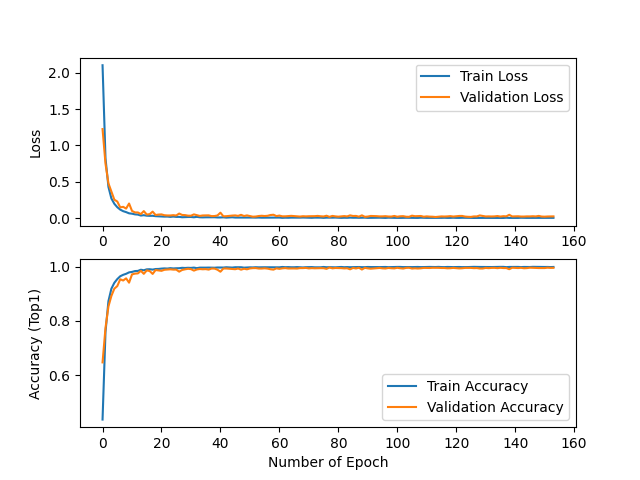 2.0
1.5
1.0
0.5
0.0
Loss
Train Loss
Validation Loss
0 20 40 60 80 100 120 140 160
1.0
0.8
0.6
Accuracy (Top1)
Train Accuracy
Validation Accuracy
0 20 40 60 80 100 120 140 160
Number of Epoch